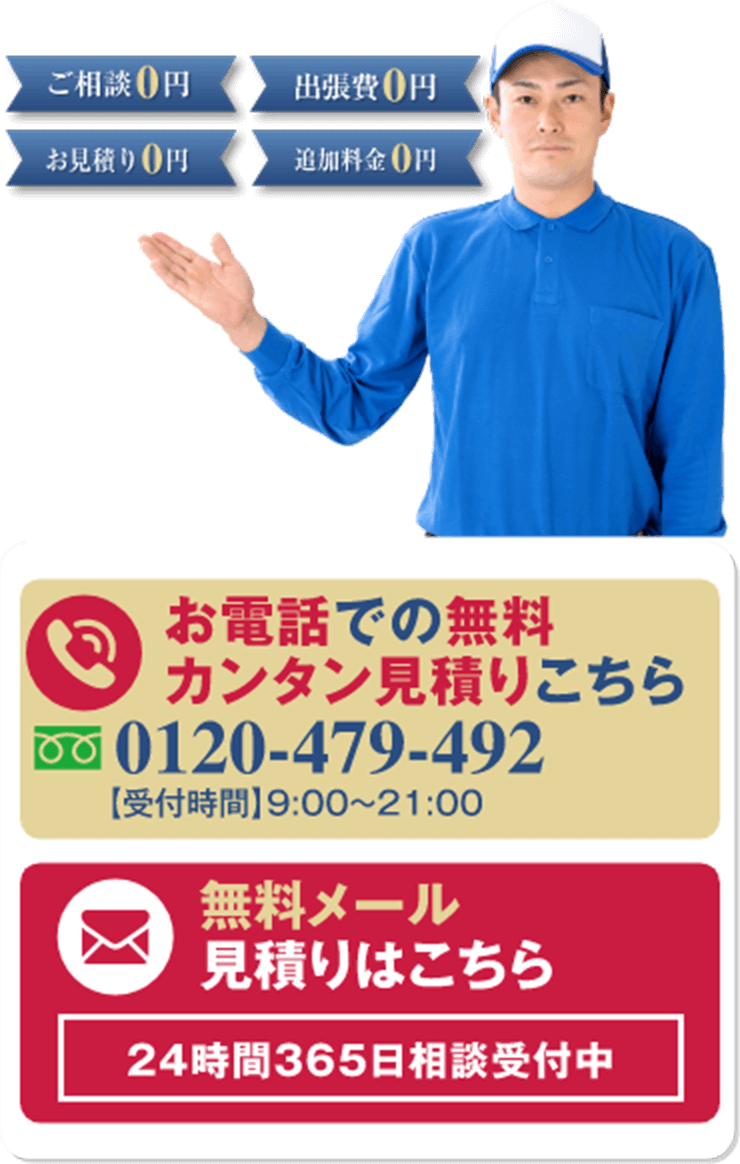 ご相談0円
出張費0円
お見積り0円
追加料金0円
お電話での無料
カンタン見積りこちら
0120-479-492
【受付時間】9:00~21:00
無料メール
見積りはこちら
24時間365日相談受付中